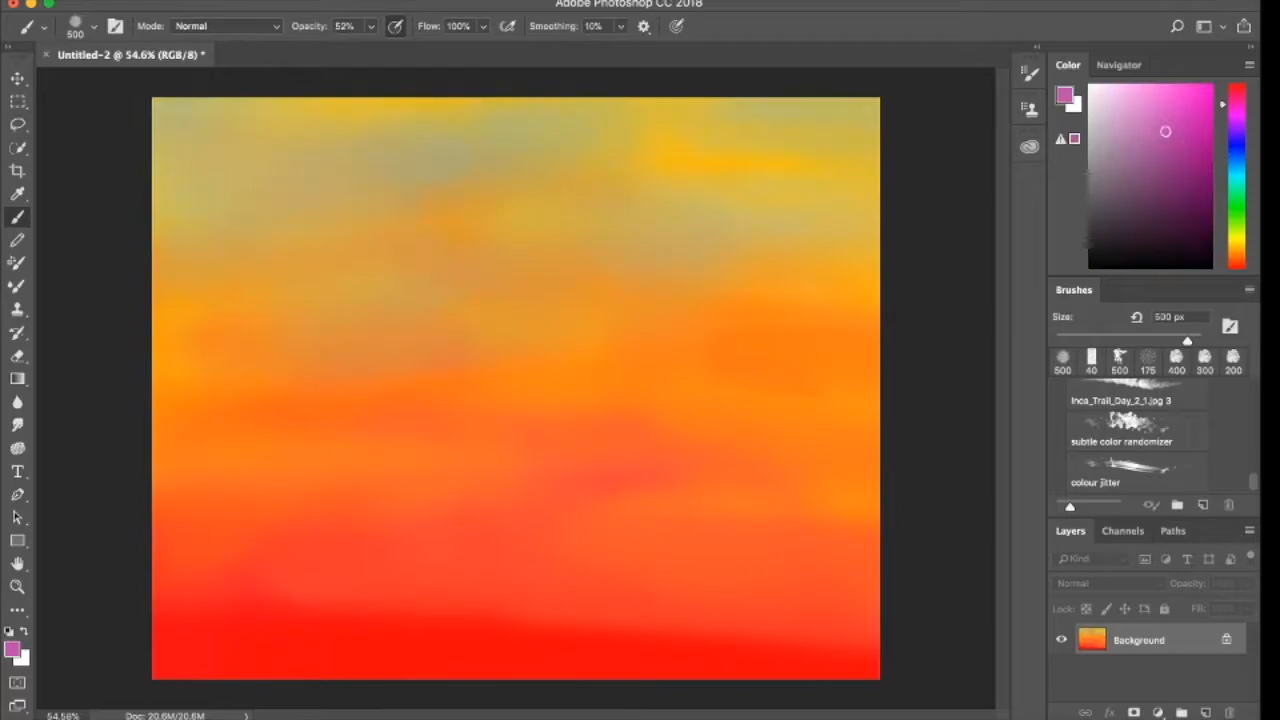 Adobe Photoshop CC 2018
500
Mode: Normal
Opacity: 52%
Flow: 100%
Smoothing: 10%
× Untitled-2 @ 54.6% (RGB/8) *
Color
Navigator
Brushes
Size:
500 px
500 40 500 175 400 300 200
Inca_Trail_Day_2_1.jpg 3
subtle color randomizer
colour jitter
Layers Channels Paths
Kind
Normal
Opacity:
Lock:
Fill:
Background
T
54.56%
Doc: 20.6M/20.6M
fx